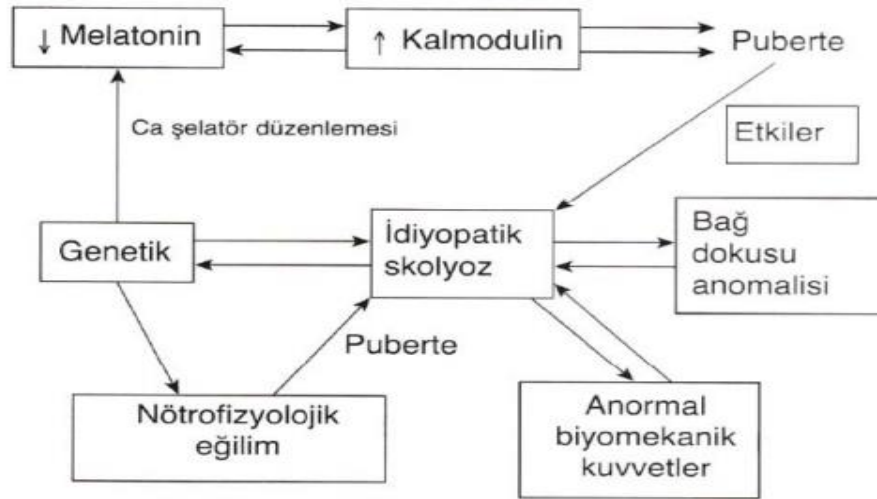 ↓ Melatonin
↑ Kalmodulin
Puberte
Ca şelatör düzenlemesi
Etkiler
Genetik
İdiyopatik
skolyoz
Bağ
dokusu
anomalisi
Puberte
Nötrofizyolojik
eğilim
Anormal
biyomekanik
kuvvetler